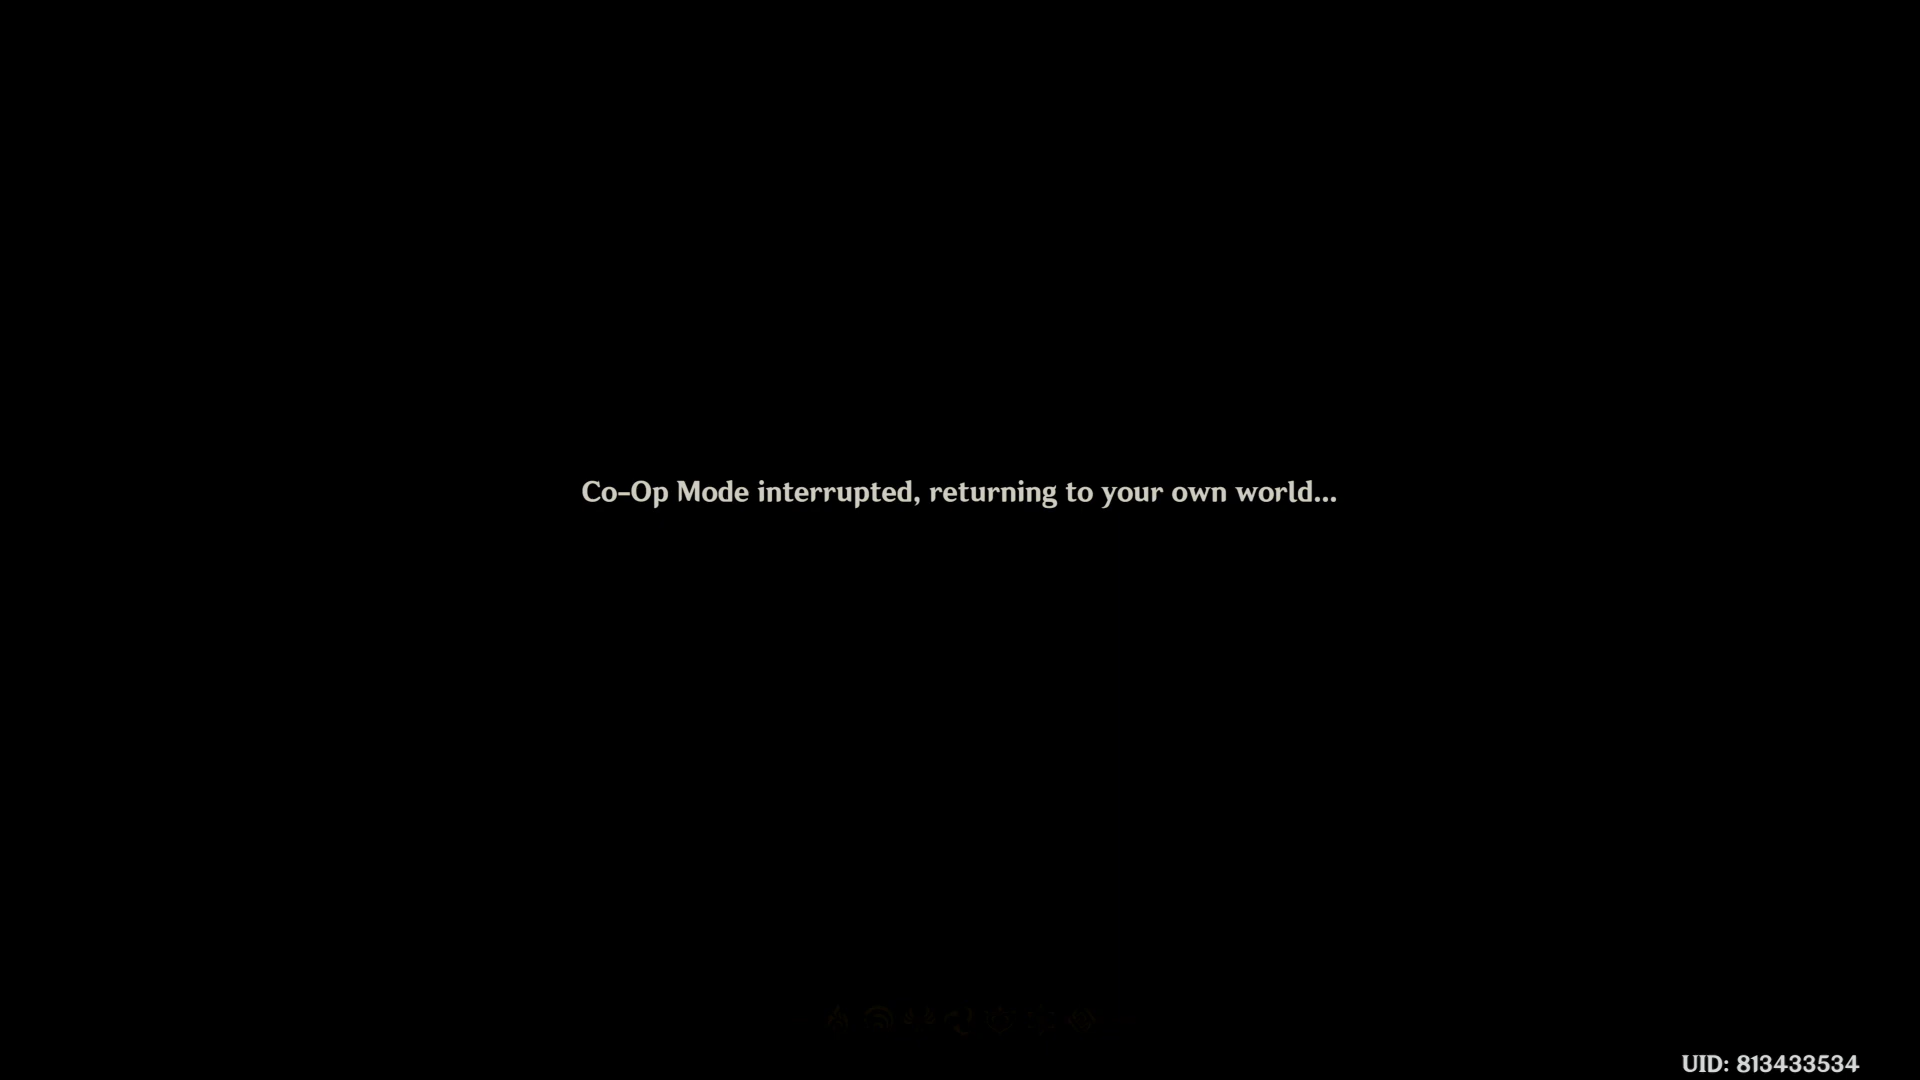 Co-Op Mode interrupted, returning to your own world...
UID: 813433534